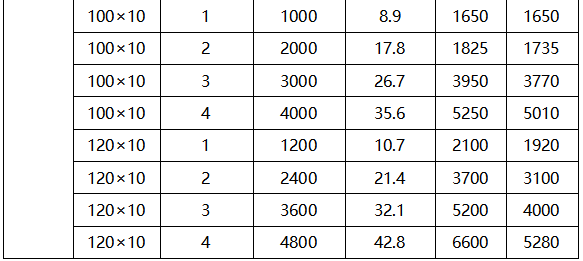 100×10 1 1000 8.9 1650 1650
100×10 2 2000 17.8 1825 1735
100×10 3 3000 26.7 3950 3770
100×10 4 4000 35.6 5250 5010
120×10 1 1200 10.7 2100 1920
120×10 2 2400 21.4 3700 3100
120×10 3 3600 32.1 5200 4000
120×10 4 4800 42.8 6600 5280